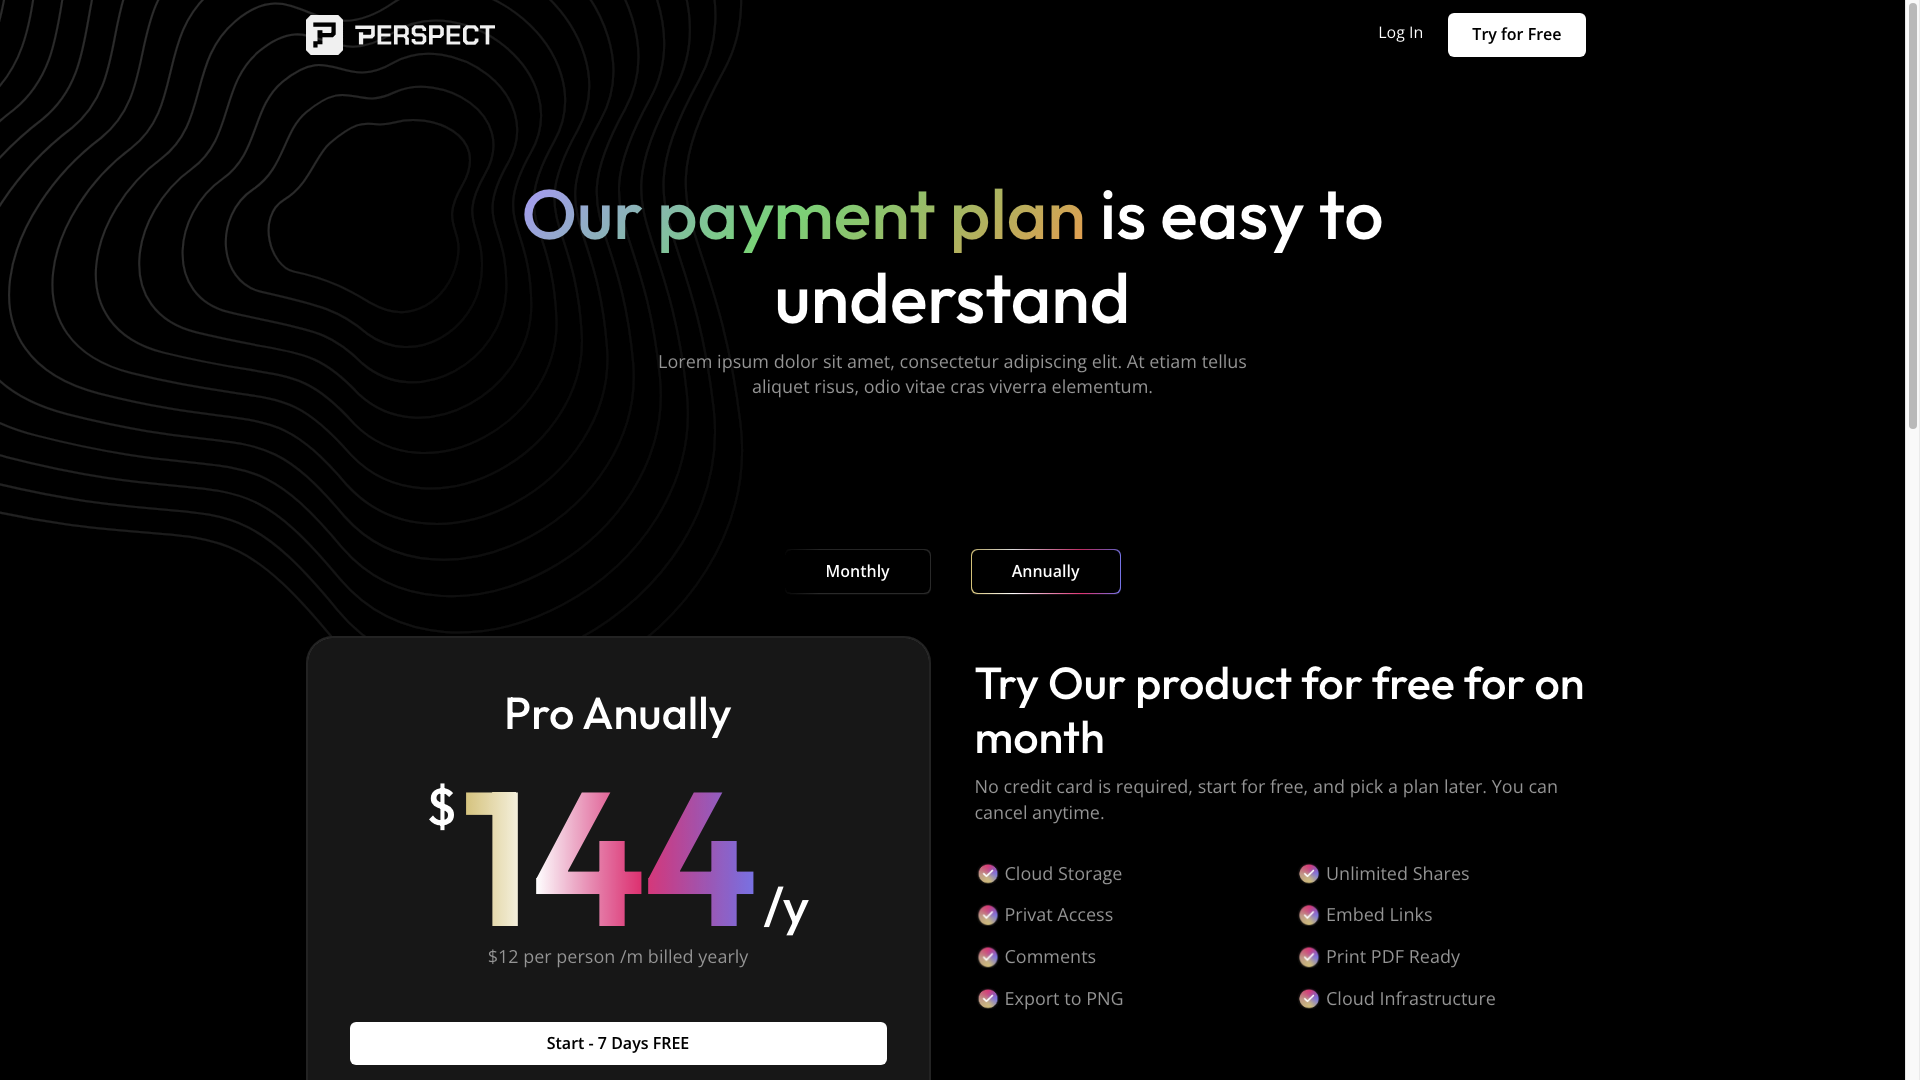 PERSPECT
Log In
Try for Free
Our payment plan is easy to
understand
Lorem ipsum dolor sit amet, consectetur adipiscing elit. At etiam tellus
aliquet risus, odio vitae cras viverra elementum.
Monthly
Annually
Pro Anually
$144/y
$12 per person /m billed yearly
Start - 7 Days FREE
Try Our product for free for on
month
No credit card is required, start for free, and pick a plan later. You can
cancel anytime.
Cloud Storage
Privat Access
Comments
Export to PNG
Unlimited Shares
Embed Links
Print PDF Ready
Cloud Infrastructure